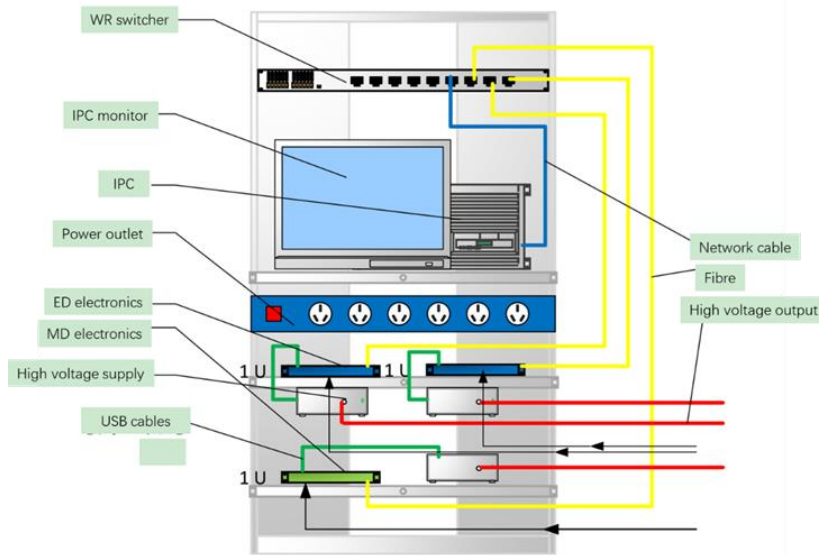 WR switcher
IPC monitor
IPC
Power outlet
Network cable
Fibre
ED electronics
High voltage output
MD electronics
High voltage supply
1 U
1 U
USB cables
1 U